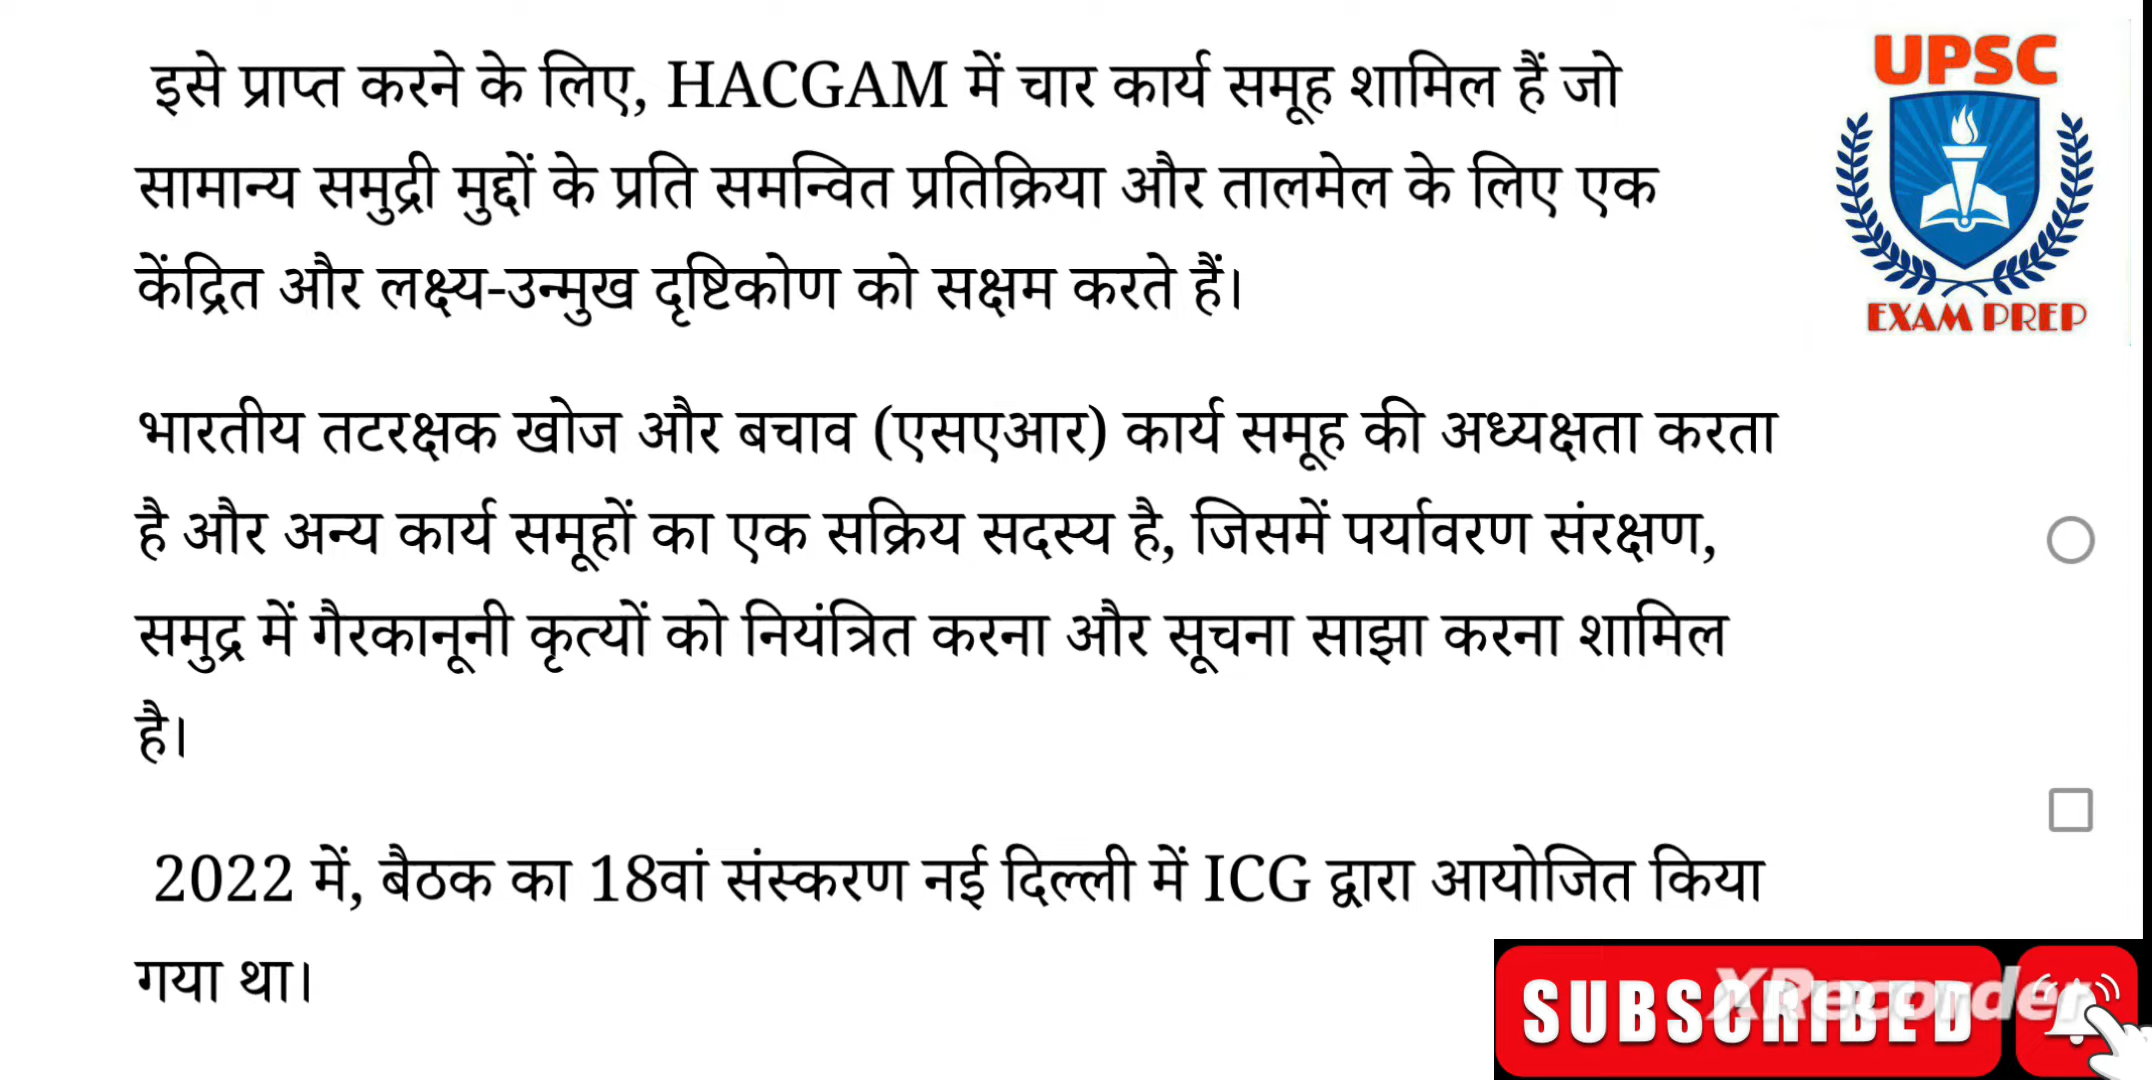 इसे प्राप्त करने के लिए, HACGAM में चार कार्य समूह शामिल हैं जो
सामान्य समुद्री मुद्दों के प्रति समन्वित प्रतिक्रिया और तालमेल के लिए एक
केंद्रित और लक्ष्य-उन्मुख दृष्टिकोण को सक्षम करते हैं।
भारतीय तटरक्षक खोज और बचाव (एसएआर) कार्य समूह की अध्यक्षता करता
है और अन्य कार्य समूहों का एक सक्रिय सदस्य है, जिसमें पर्यावरण संरक्षण,
समुद्र में गैरकानूनी कृत्यों को नियंत्रित करना और सूचना साझा करना शामिल
है।
2022 में, बैठक का 18वां संस्करण नई दिल्ली में ICG द्वारा आयोजित किया
गया था।
UPSC
EXAM PREP
SUBSCRIBED
XRecorder